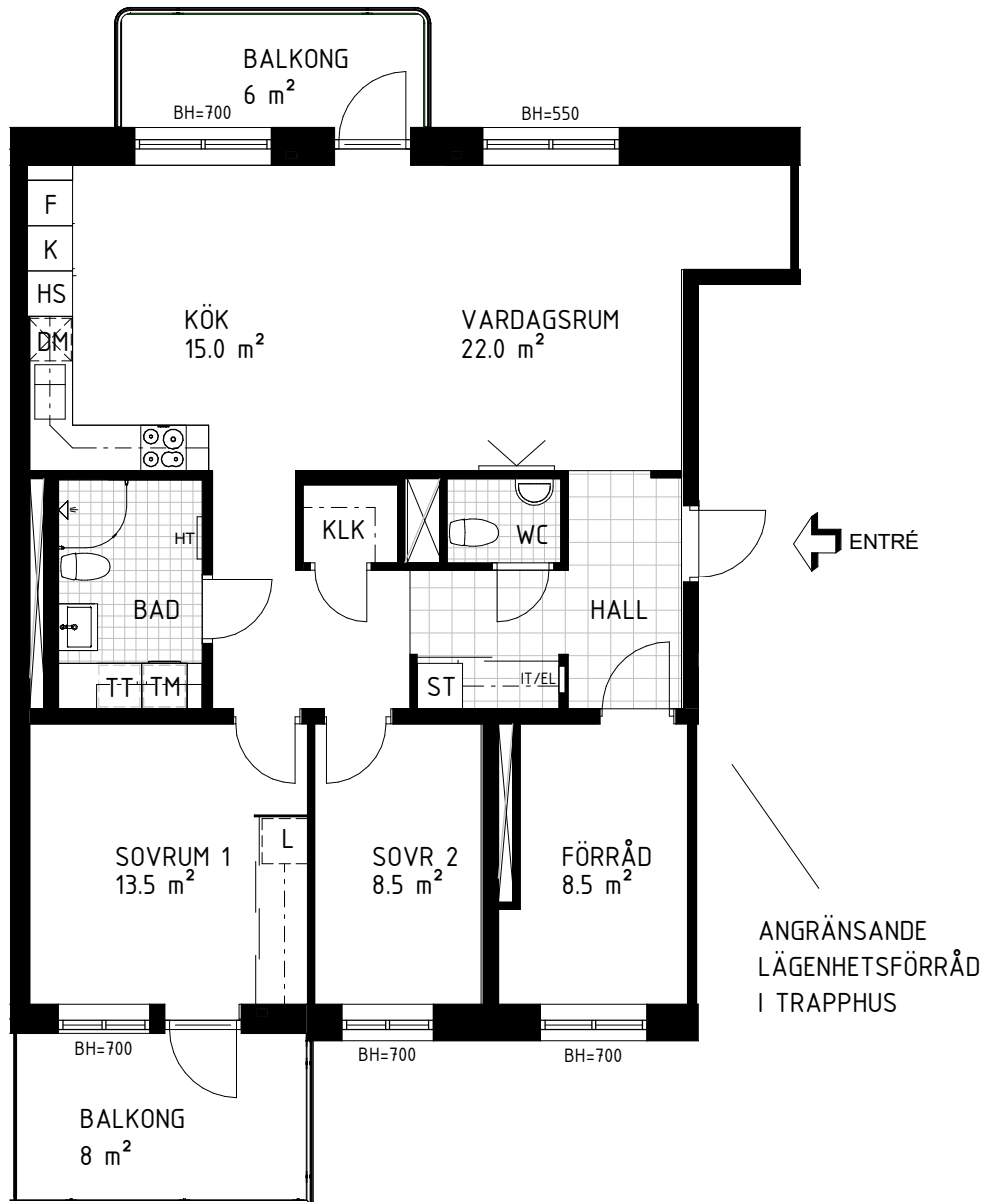 BALKONG
6 m²
BH=700
BH=550
F
K
HS
DM
KÖK
15.0 m²
VARDAGSRUM
22.0 m²
KLK
WC
HT
ENTRÉ
BAD
HALL
TT
TM
ST
IT/EL
L
SOVRUM 1
13.5 m²
SOVR 2
8.5 m²
FÖRRÅD
8.5 m²
ANGRÄNSANDE
LÄGENHETSFÖRRÅD
I TRAPPHUS
BH=700
BH=700
BH=700
BALKONG
8 m²